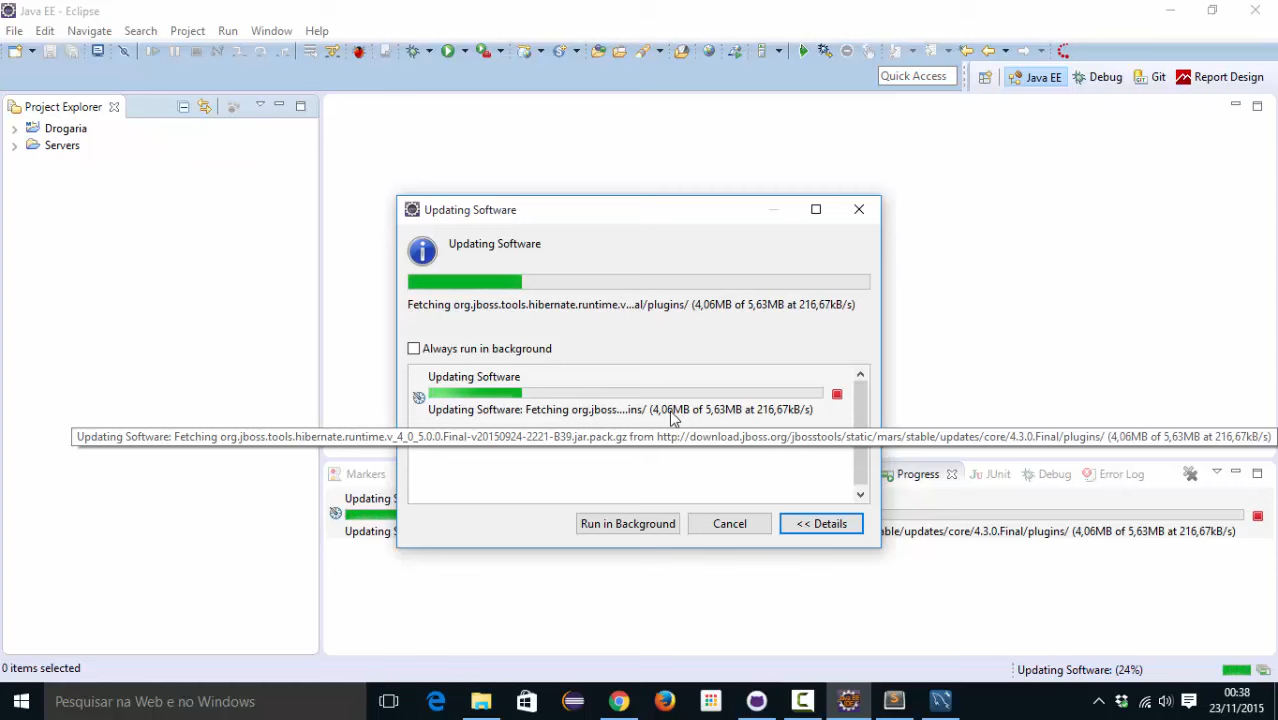 Java EE - Eclipse
File Edit Navigate Search Project Run Window Help
Quick Access
Java EE
Debug
Git
Report Design
Project Explorer
Drogaria
Servers
Updating Software
Updating Software
Fetching org.jboss.tools.hibernate.runtime.v...al/plugins/ (4,06MB of 5,63MB at 216,67kB/s)
Always run in background
Updating Software
Updating Software: Fetching org.jboss....ins/ (4,06MB of 5,63MB at 216,67kB/s)
Updating Software: Fetching org.jboss.tools.hibernate.runtime.v_4_0_5.0.0.Final-v20150924-2221-B39.jar.pack.gz from http://download.jboss.org/jbosstools/static/mars/stable/updates/core/4.3.0.Final/plugins/ (4,06MB of 5,63MB at 216,67kB/s)
Markers
Progress
JUnit
Debug
Error Log
Updating S
Updating S
able/updates/core/4.3.0.Final/plugins/ (4,06MB of 5,63MB at 216,67kB/s)
Run in Background
Cancel
<< Details
0 items selected
Updating Software: (24%)
Pesquisar na Web e no Windows
00:38
23/11/2015